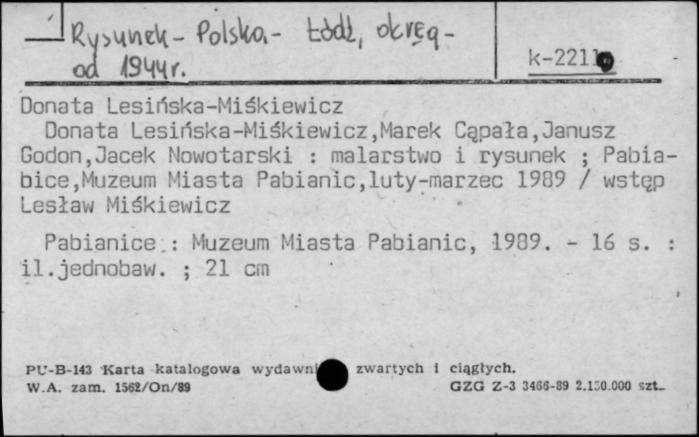 Rysunek - Polska - Łódź, okręg -
od 1944r.
k-2211
Donata Lesińska-Miśkiewicz
Donata Lesińska-Miśkiewicz,Marek Cąpała,Janusz
Godon,Jacek Nowotarski : malarstwo i rysunek ; Pabia-
bice,Muzeum Miasta Pabianic,luty-marzec 1989 / wstęp
Lesław Miśkiewicz
Pabianice : Muzeum Miasta Pabianic, 1989. - 16 s. :
il.jednobaw. ; 21 cm
PU-B-143 Karta katalogowa wydawni zwartych i ciągłych.
W.A. zam. 1562/On/89 GZG Z-3 3466-89 2.150.000 szt.